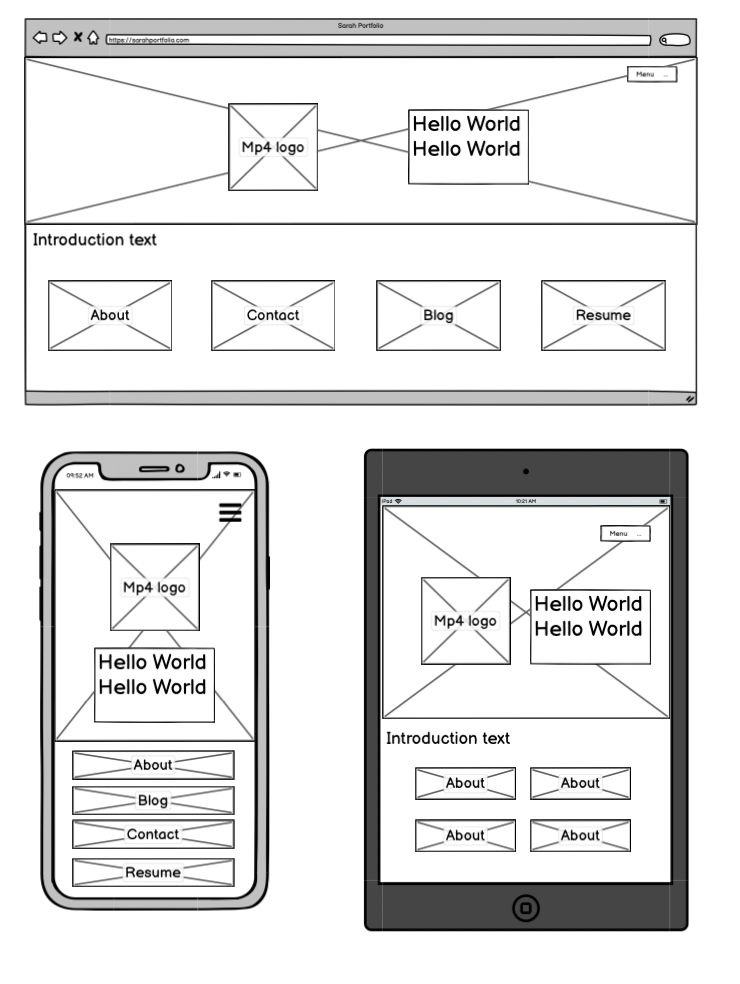 Sarah Portfolio
https://sarahportfolio.com
Menu ...
Mp4 logo
Hello World
Hello World
Introduction text
About Contact Blog Resume
09:52 AM
Mp4 logo
Hello World
Hello World
About
Blog
Contact
Resume
iPad 10:21 AM
Menu ...
Mp4 logo
Hello World
Hello World
Introduction text
About About
About About